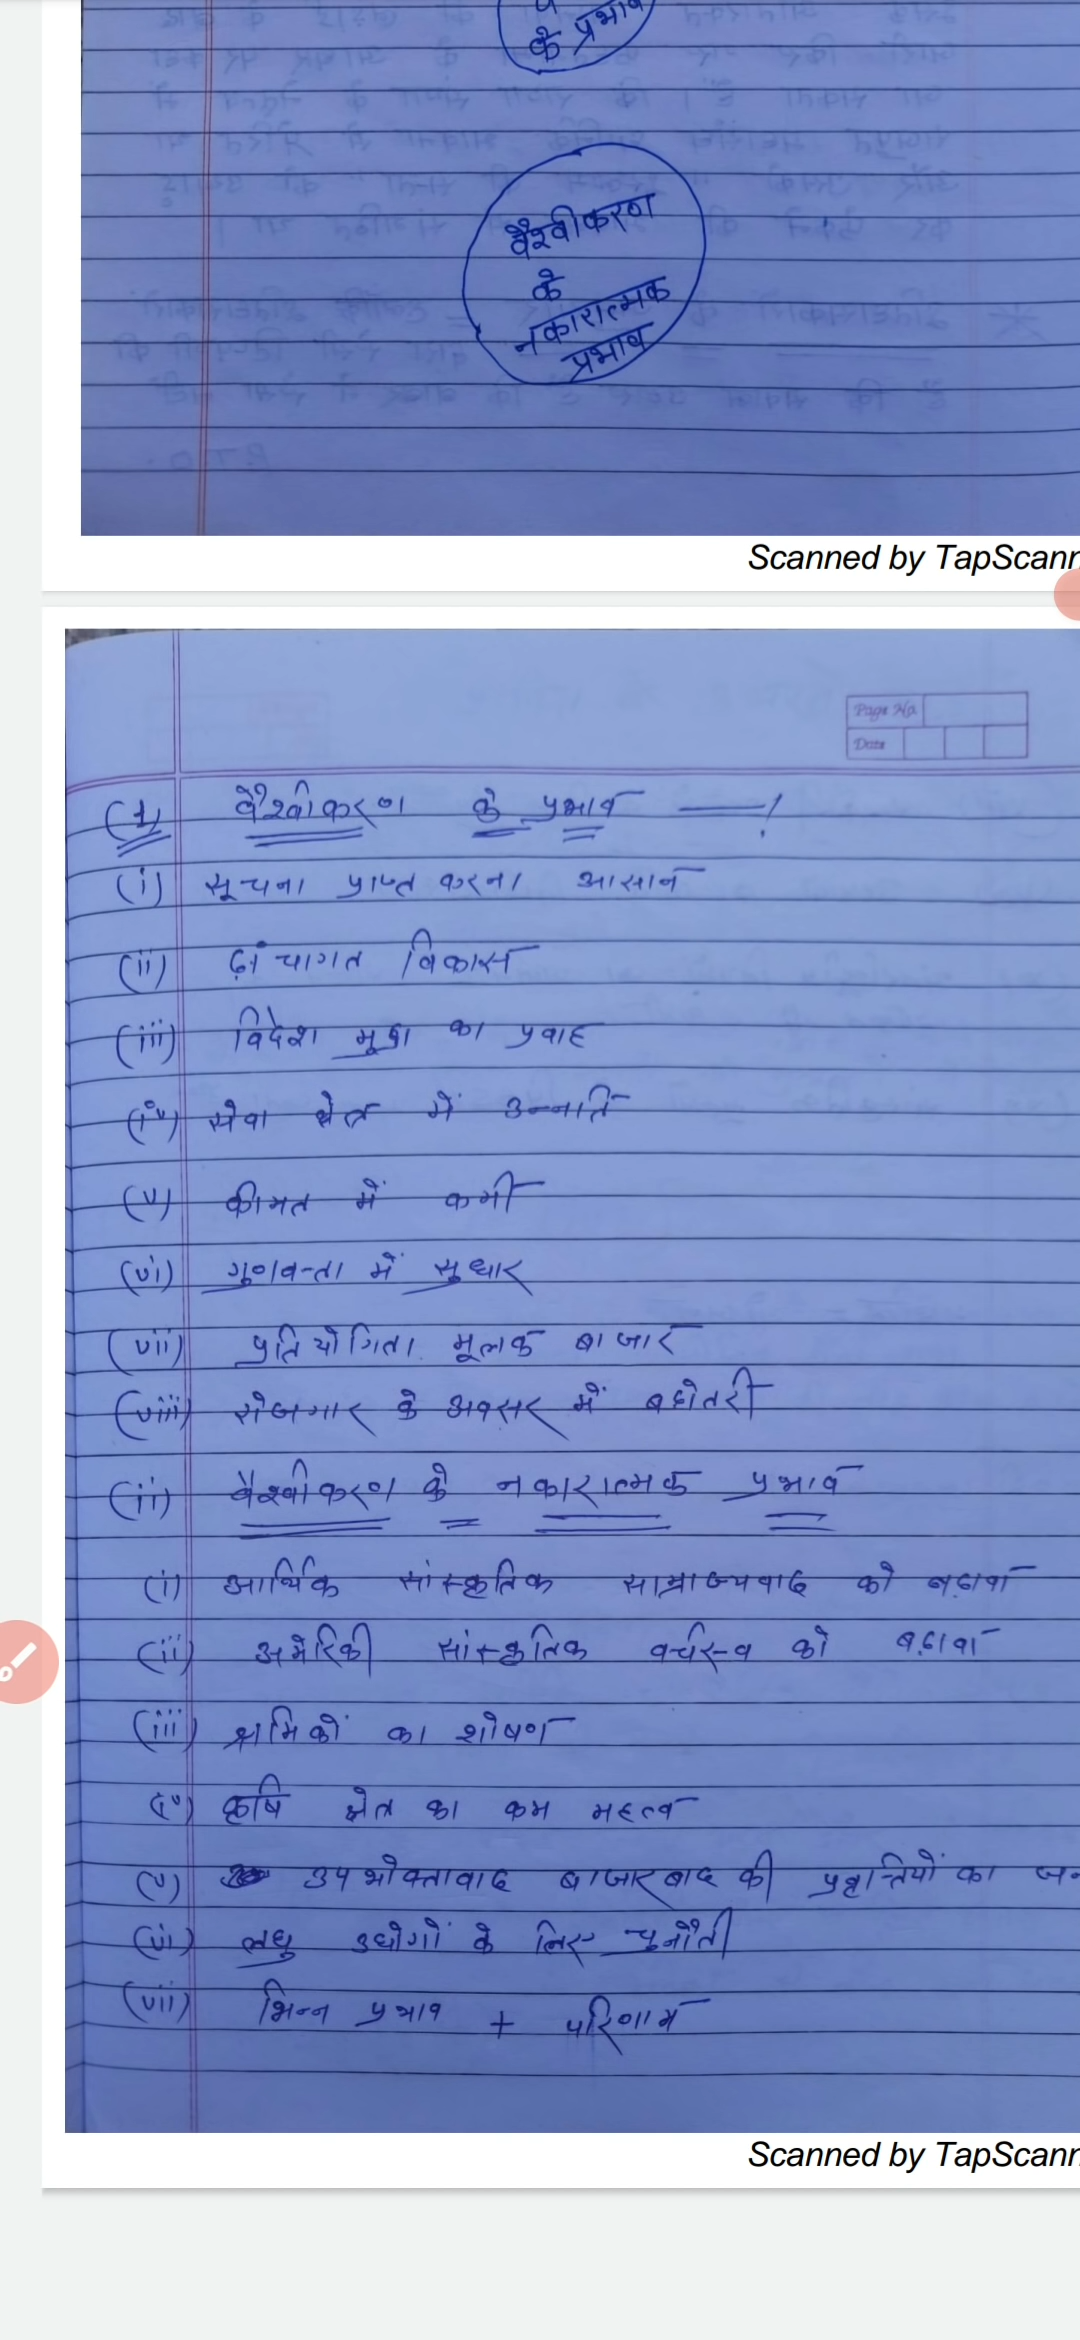 के प्रभाव
वैश्वीकरण
के
नकारात्मक
प्रभाव
Scanned by TapScann
Page No.
Date
(1) वैश्वीकरण के प्रभाव —!
(i) सूचना प्राप्त करना आसान
(ii) ढ़ांचागत विकास
(iii) विदेश मुद्रा का प्रवाह
(iv) सेवा क्षेत्र में उन्नति
(v) कीमत में कमी
(vi) गुणवत्ता में सुधार
(vii) प्रतियोगिता मूलक बाजार
(viii) रोजगार के अवसर में बढोतरी
(ii) वैश्वीकरण के नकारात्मक प्रभाव
(i) आर्थिक सांस्कृतिक साम्राज्यवाद को बढ़ावा
(ii) अमेरिकी सांस्कृतिक वर्चस्व को बढ़ावा
(iii) श्रमिकों का शोषण
(iv) कृषि क्षेत्र का कम महत्व
(v) उपभोक्तावाद बाजारबाद की प्रवृत्तियों का
(vi) लघु उद्योगों के लिए चुनौती
(vii) भिन्न प्रभाव + परिणाम
Scanned by TapScann